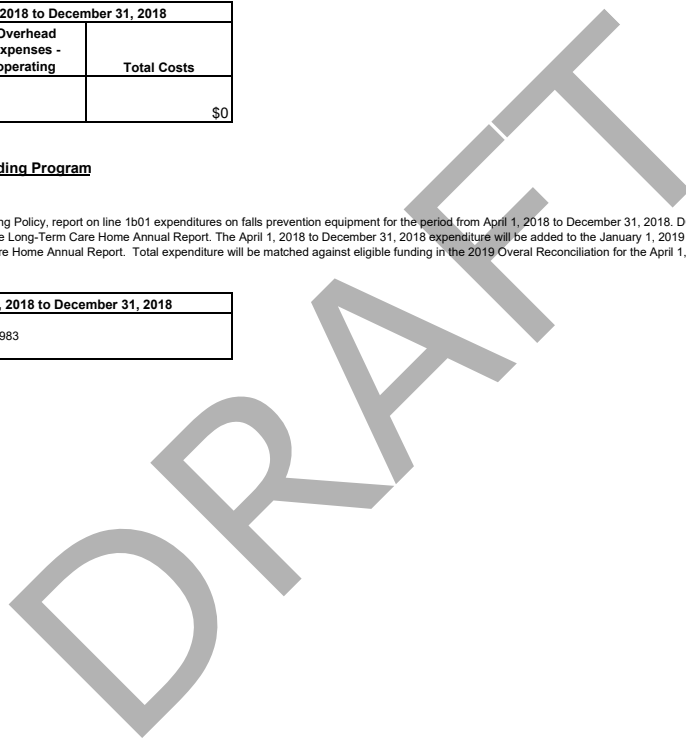 2018 to December 31, 2018
Overhead
xpenses -
operating
Total Costs
$0
ding Program
ng Policy, report on line 1b01 expenditures on falls prevention equipment for the period from April 1, 2018 to December 31, 2018. D
e Long-Term Care Home Annual Report. The April 1, 2018 to December 31, 2018 expenditure will be added to the January 1, 2019
re Home Annual Report. Total expenditure will be matched against eligible funding in the 2019 Overal Reconciliation for the April 1,
, 2018 to December 31, 2018
983
DRAFT